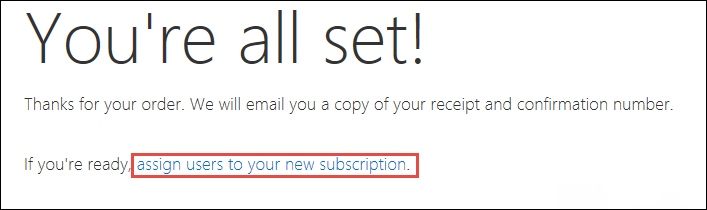 You're all set!
Thanks for your order. We will email you a copy of your receipt and confirmation number.
If you're ready, assign users to your new subscription.